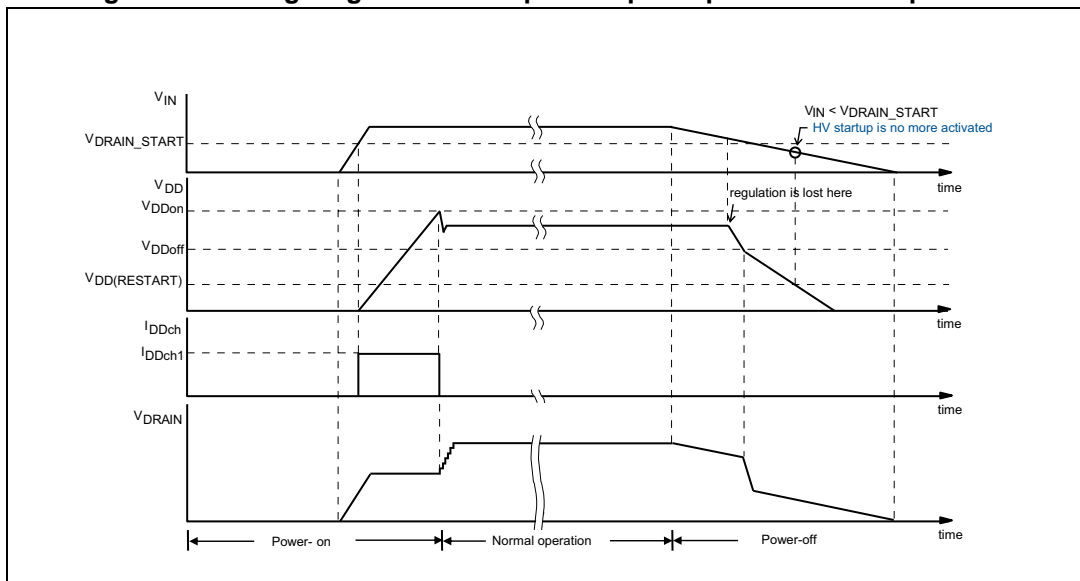 VIN
VIN < VDRAIN_START
HV startup is no more activated
VDRAIN_START
time
VDD
VDDon
regulation is lost here
VDDoff
VDD(RESTART)
time
IDDch
IDDch1
time
VDRAIN
time
Power- on
Normal operation
Power-off